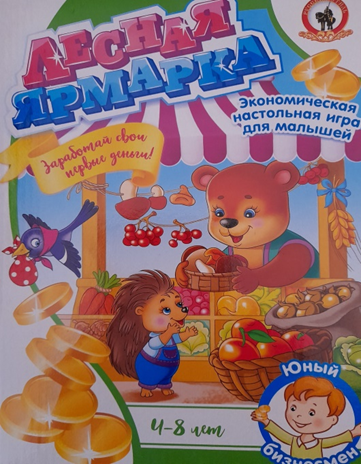 ЛЕСНАЯ
ЯРМАРКА
Экономическая
настольная игра
для малышей
Заработай свои
первые деньги!
4-8 лет
Юный
бизнесмен